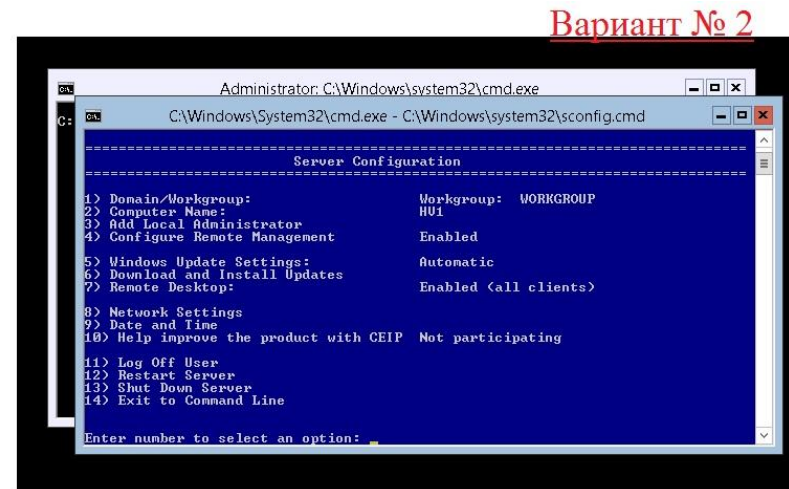 Вариант № 2
Administrator: C:\Windows\system32\cmd.exe
C:
C:\Windows\System32\cmd.exe - C:\Windows\system32\sconfig.cmd
===============================================================================
Server Configuration
===============================================================================
1) Domain/Workgroup: Workgroup: WORKGROUP
2) Computer Name: HV1
3) Add Local Administrator
4) Configure Remote Management Enabled
5) Windows Update Settings: Automatic
6) Download and Install Updates
7) Remote Desktop: Enabled (all clients)
8) Network Settings
9) Date and Time
10) Help improve the product with CEIP Not participating
11) Log Off User
12) Restart Server
13) Shut Down Server
14) Exit to Command Line
Enter number to select an option: _